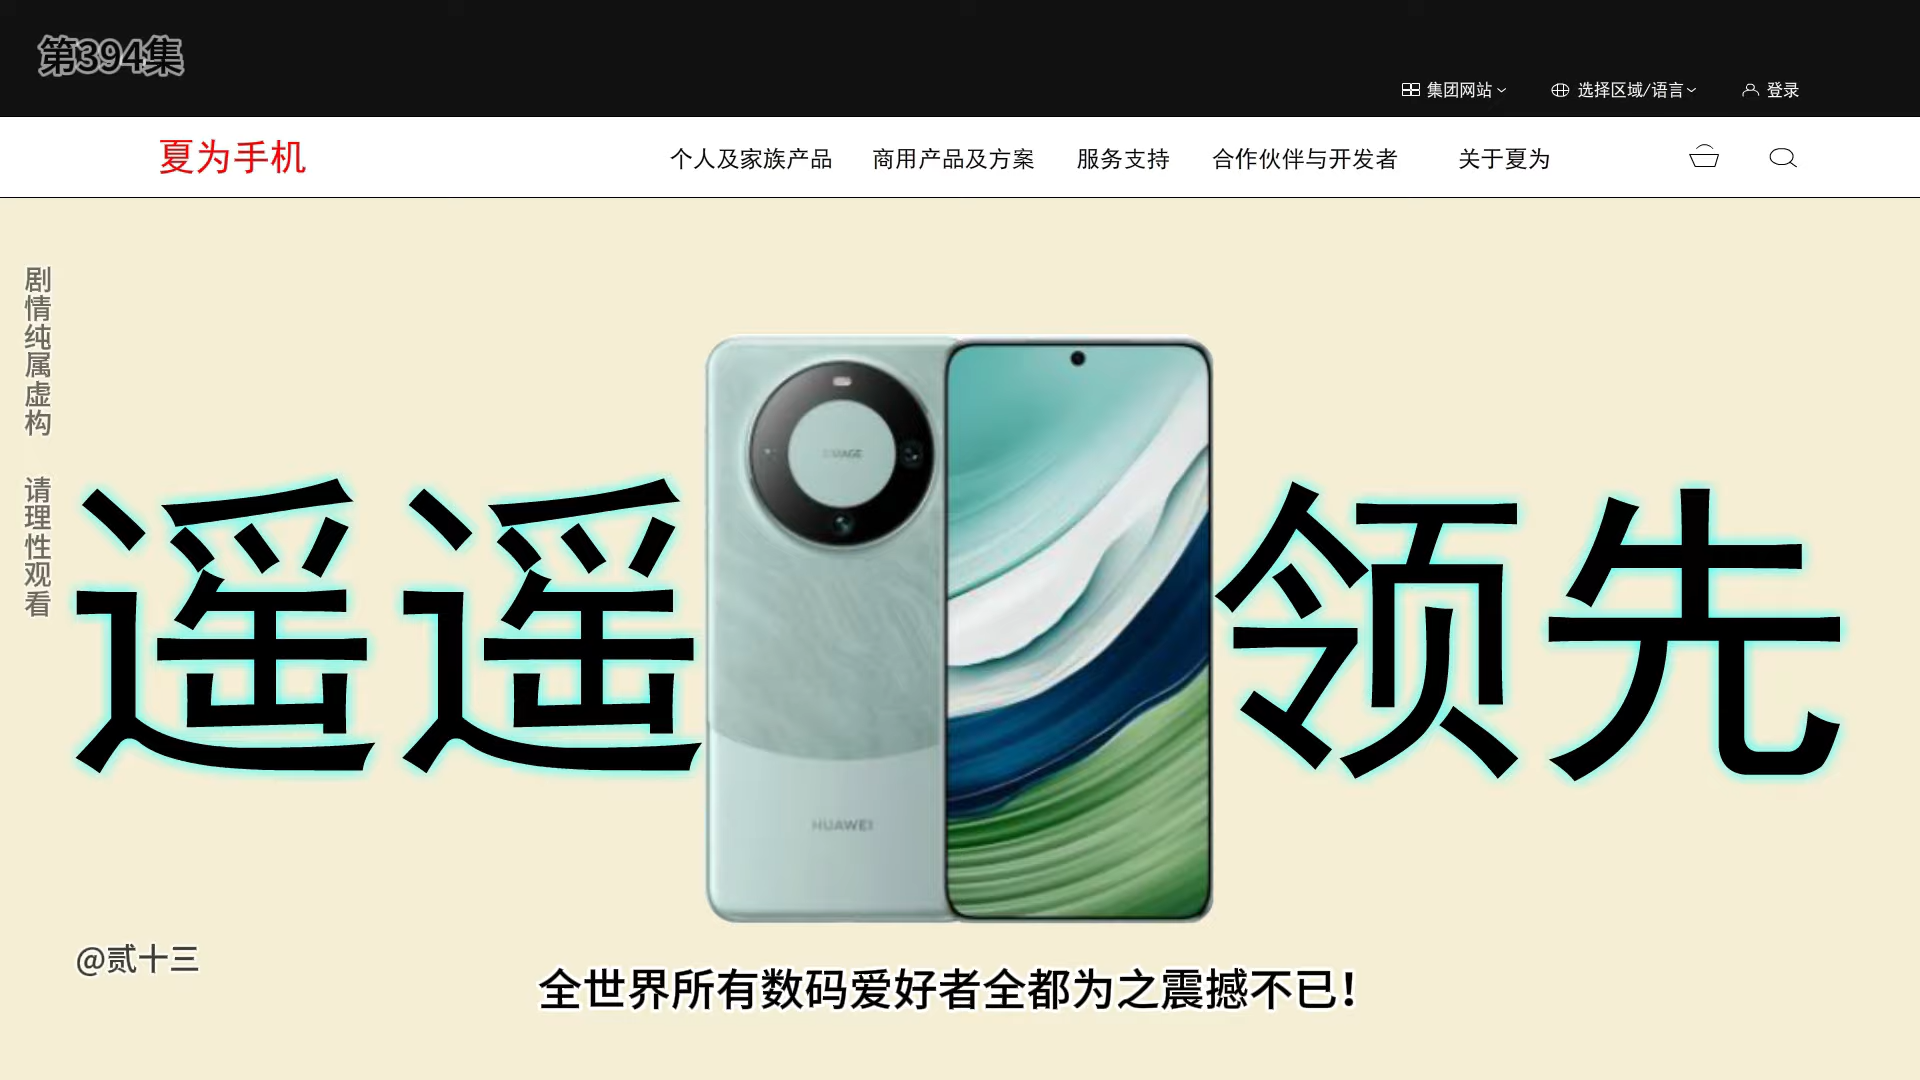 第394集
集团网站
选择区域/语言
登录
夏为手机
个人及家族产品
商用产品及方案
服务支持
合作伙伴与开发者
关于夏为
剧情纯属虚构 请理性观看
遥遥领先
HUAWEI
@贰十三
全世界所有数码爱好者全都为之震撼不已！